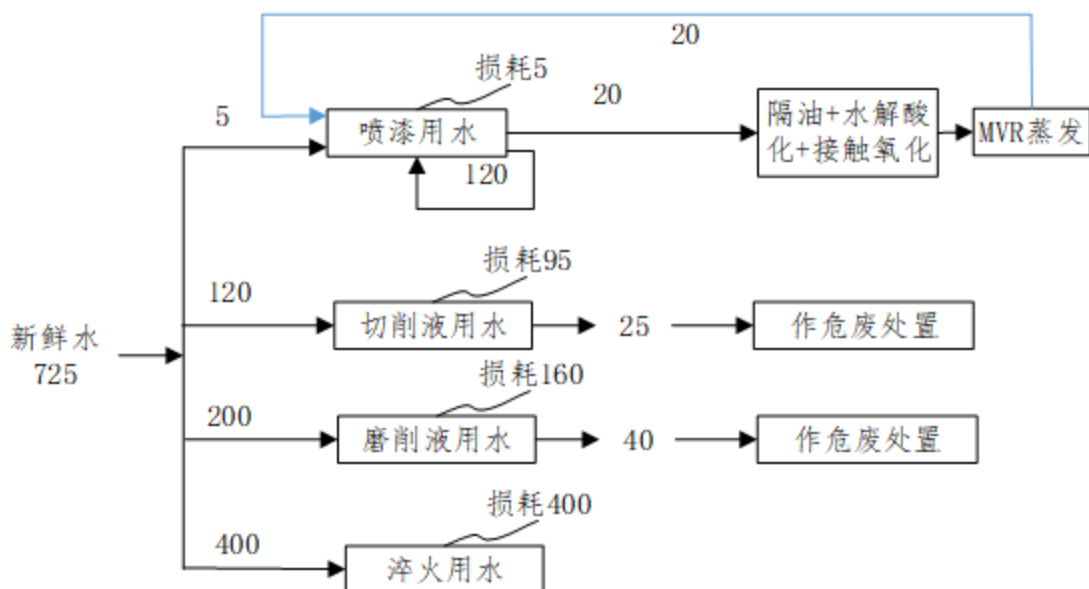 20
损耗5
5
20
喷漆用水
隔油+水解酸
化+接触氧化
MVR蒸发
120
损耗95
120
切削液用水
25
作危废处置
新鲜水
725
损耗160
200
磨削液用水
40
作危废处置
损耗400
400
淬火用水